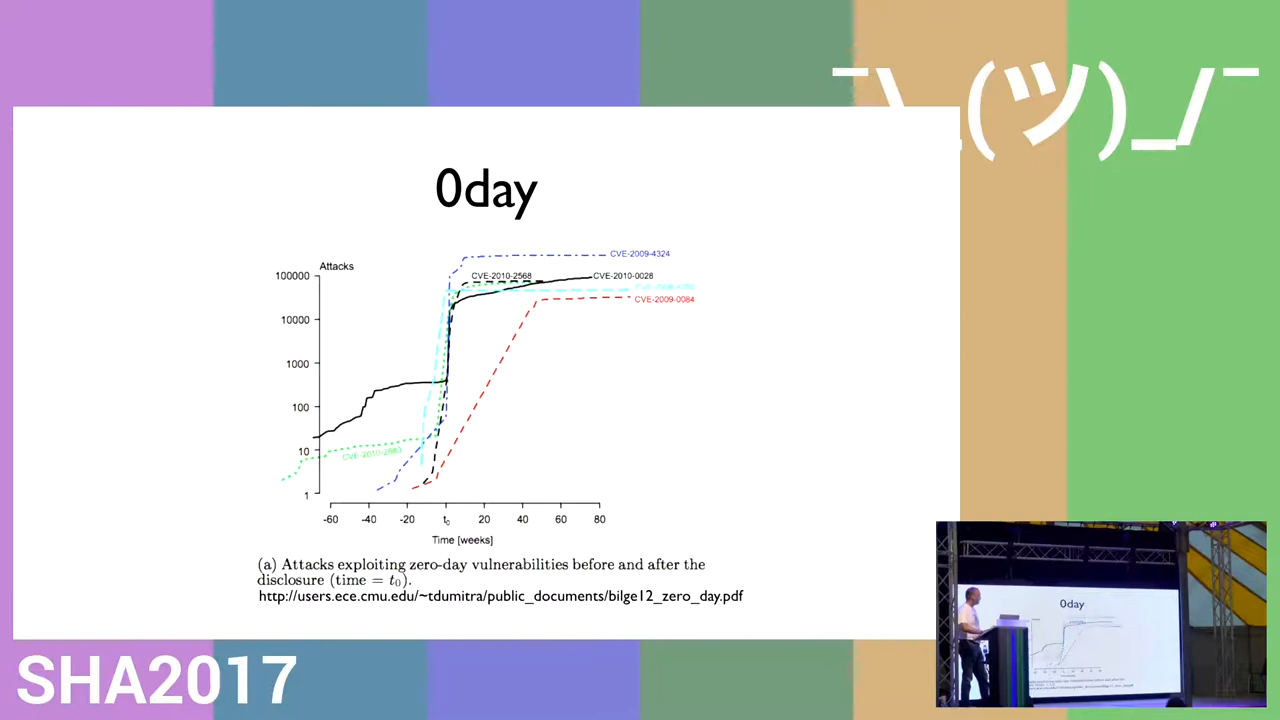 ¯\_(ツ)_/¯
0day
Attacks
100000
10000
1000
100
10
1
CVE-2009-4324
CVE-2010-2568
CVE-2010-0028
CVE-2009-0084
CVE-2010-2883
-60 -40 -20 t0 20 40 60 80
Time [weeks]
(a) Attacks exploiting zero-day vulnerabilities before and after the
disclosure (time = t0).
http://users.ece.cmu.edu/~tdumitra/public_documents/bilge12_zero_day.pdf
SHA2017
0day